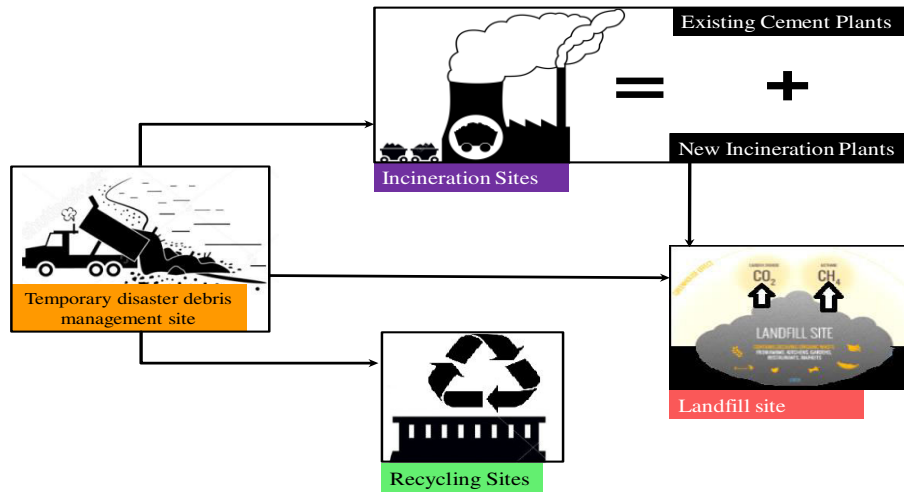 Existing Cement Plants
New Incineration Plants
Incineration Sites
Temporary disaster debris
management site
CO2
CH4
LANDFILL SITE
Landfill site
Recycling Sites